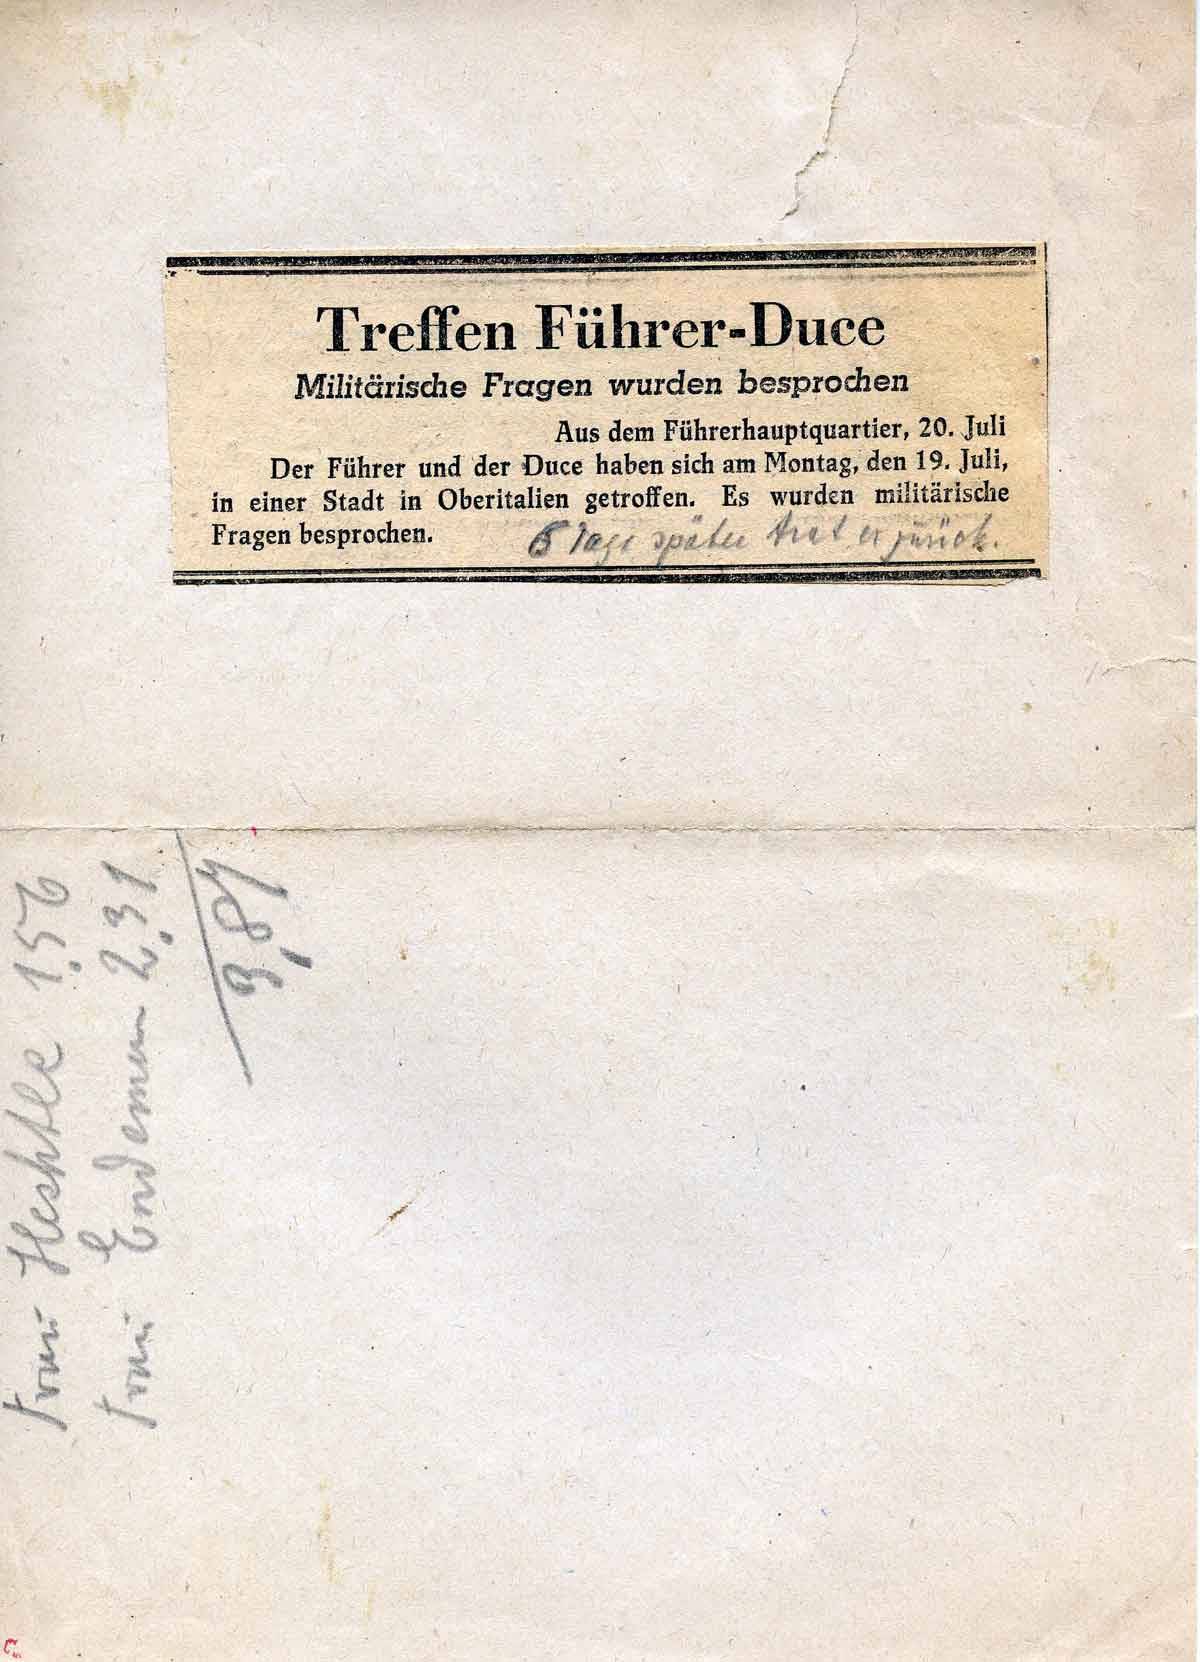 Treffen Führer-Duce
Militärische Fragen wurden besprochen
Aus dem Führerhauptquartier, 20. Juli
Der Führer und der Duce haben sich am Montag, den 19. Juli,
in einer Stadt in Oberitalien getroffen. Es wurden militärische
Fragen besprochen.
6 Tage später trat er zurück.
Frau Heshtle 1.56
Frau Endemann 2.31
3,87